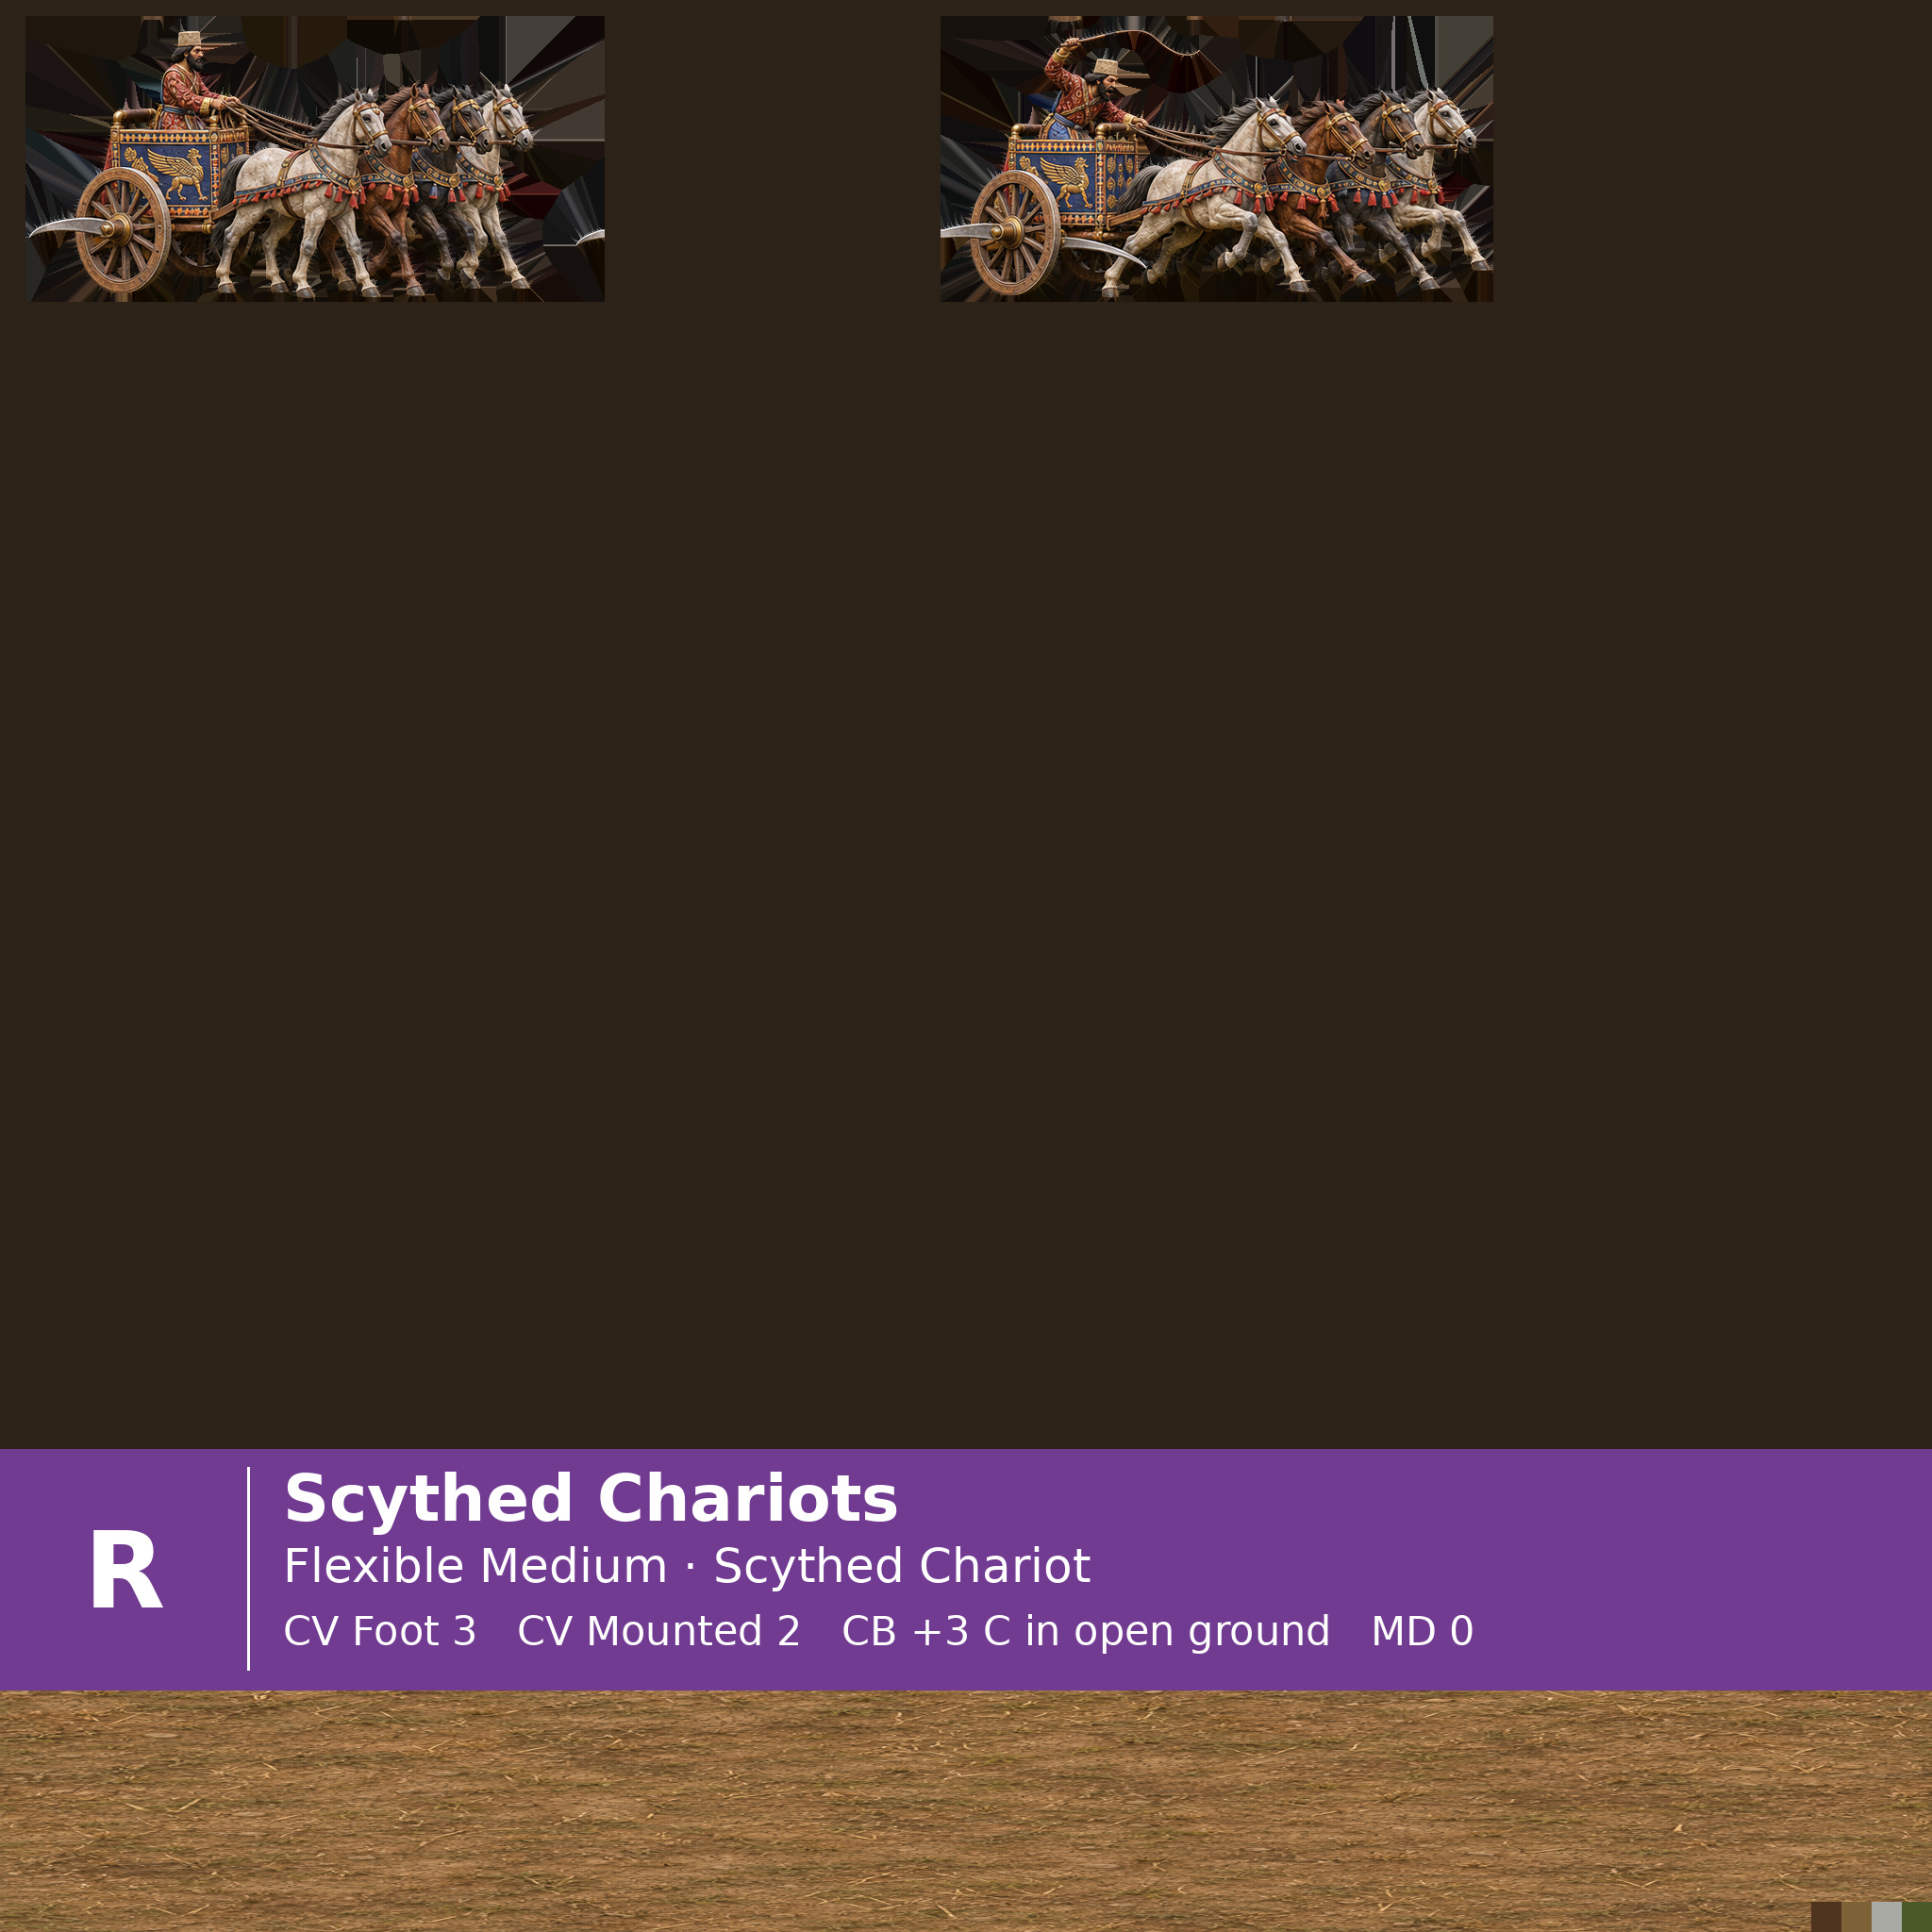 R
Scythed Chariots
Flexible Medium · Scythed Chariot
CV Foot 3 CV Mounted 2 CB +3 C in open ground MD 0